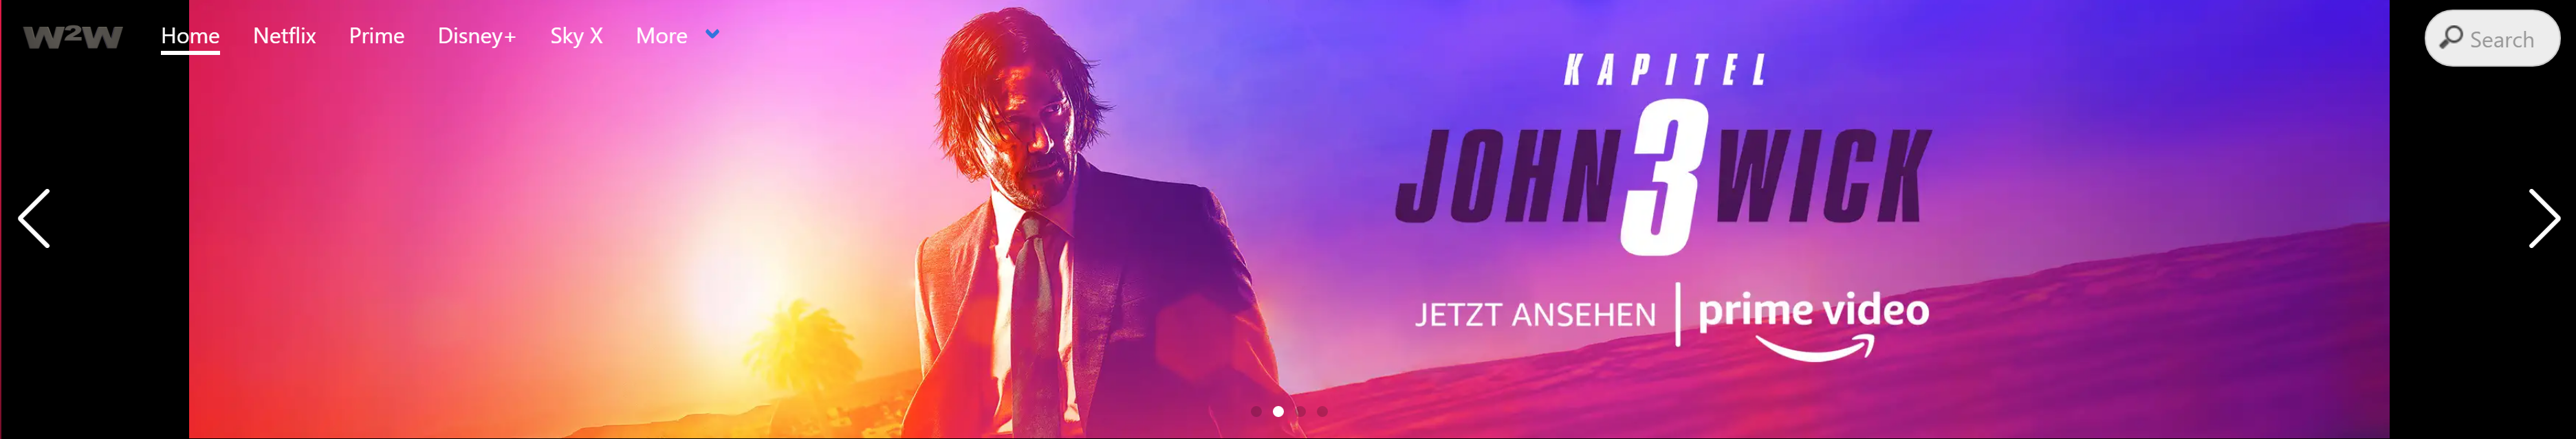 W2W Home Netflix Prime Disney+ Sky X More Search
KAPITEL
JOHN 3 WICK
JETZT ANSEHEN | prime video